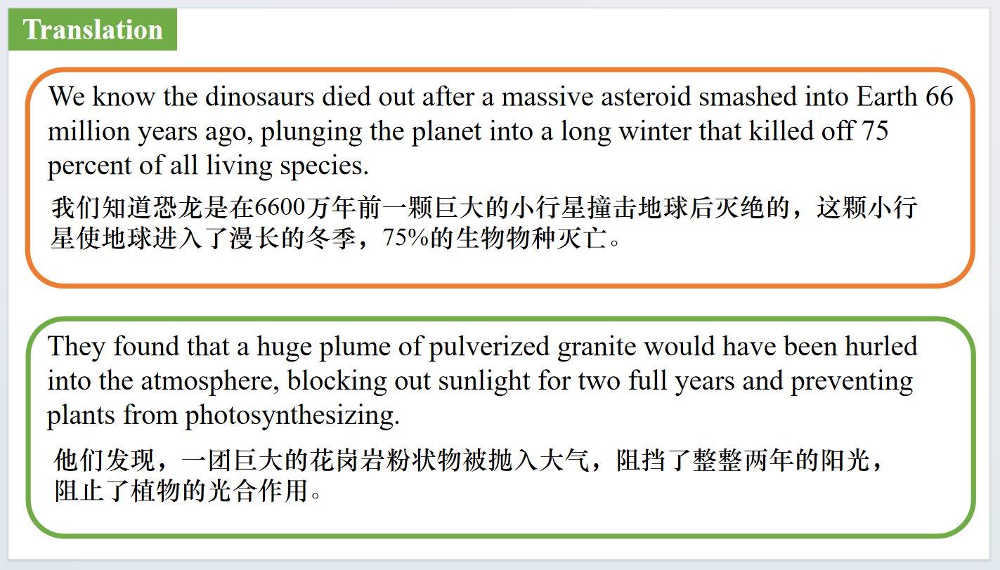 Translation
We know the dinosaurs died out after a massive asteroid smashed into Earth 66
million years ago, plunging the planet into a long winter that killed off 75
percent of all living species.
我们知道恐龙是在6600万年前一颗巨大的小行星撞击地球后灭绝的，这颗小行
星使地球进入了漫长的冬季，75%的生物物种灭亡。
They found that a huge plume of pulverized granite would have been hurled
into the atmosphere, blocking out sunlight for two full years and preventing
plants from photosynthesizing.
他们发现，一团巨大的花岗岩粉状物被抛入大气，阻挡了整整两年的阳光，
阻止了植物的光合作用。